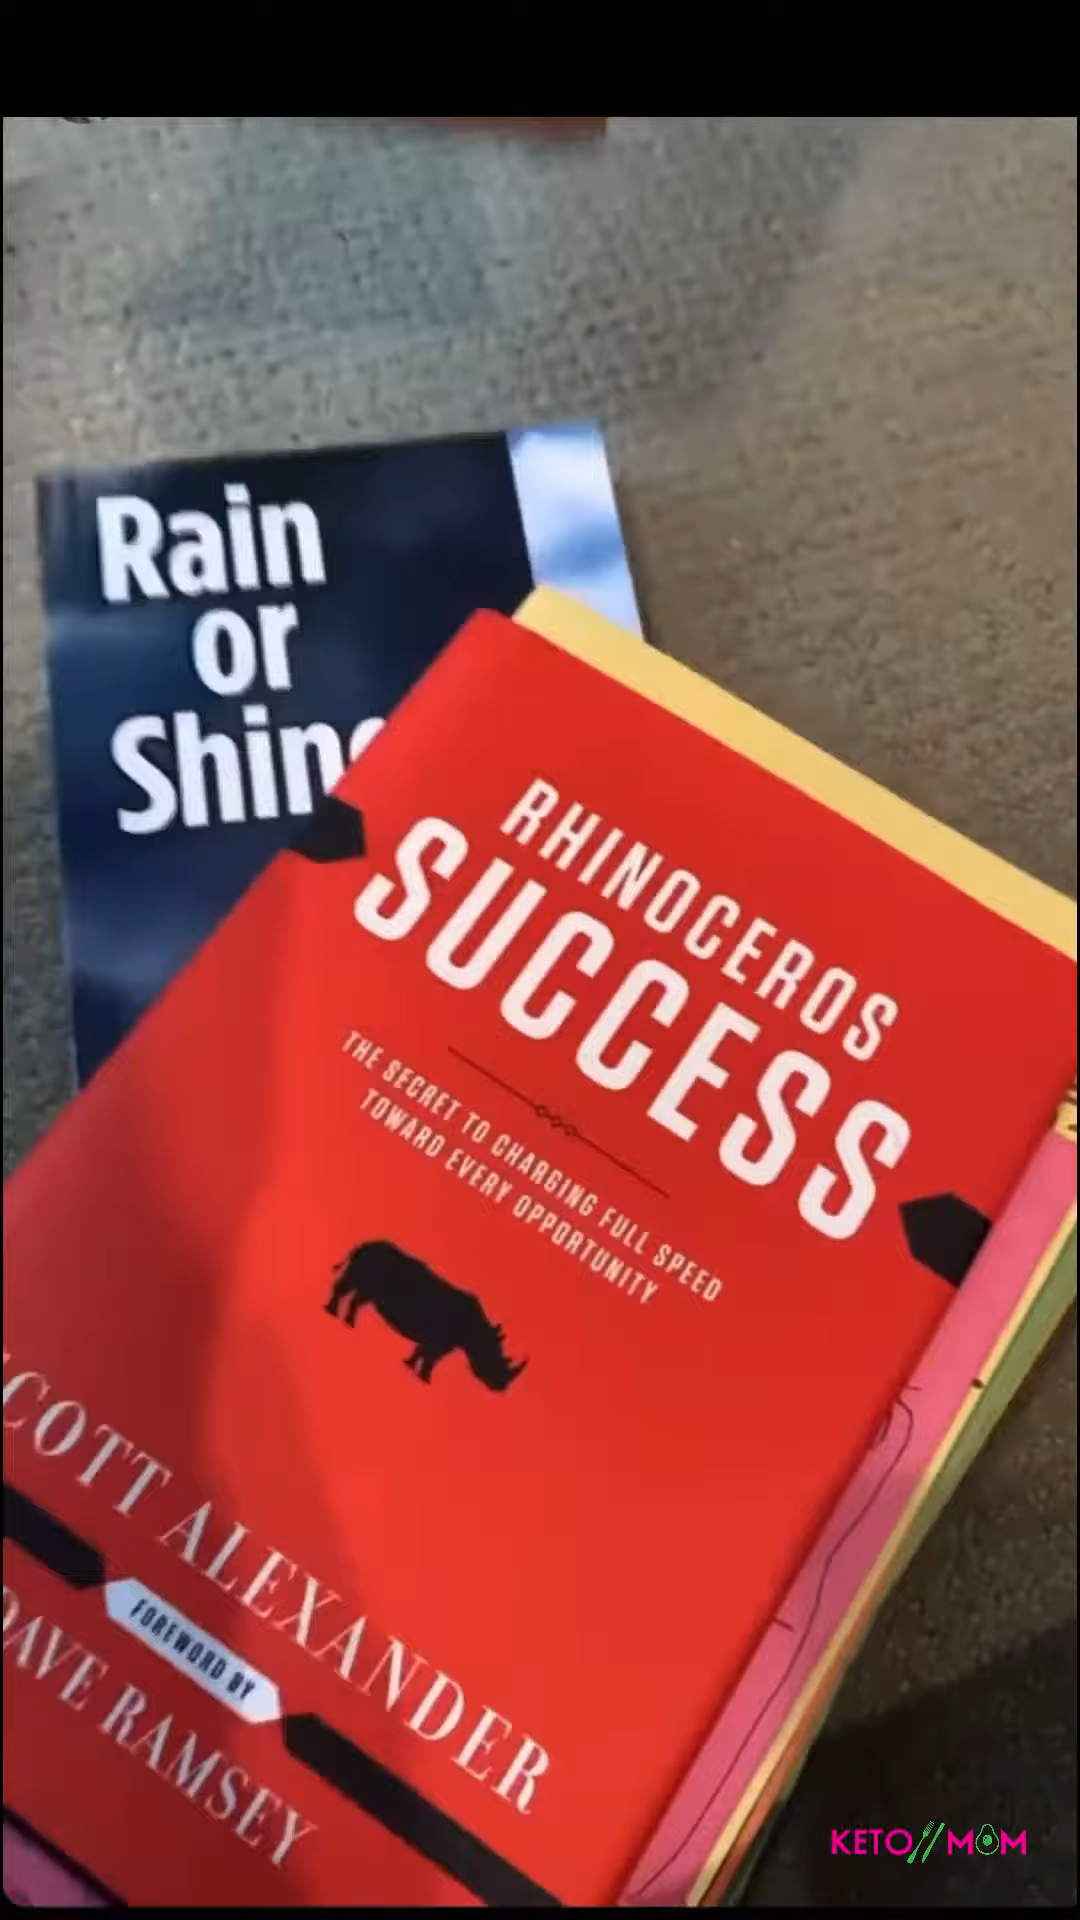 Rain
or
Shine
RHINOCEROS
SUCCESS
THE SECRET TO CHARGING FULL SPEED
TOWARD EVERY OPPORTUNITY
SCOTT ALEXANDER
FOREWORD BY
DAVE RAMSEY
KETO//MOM